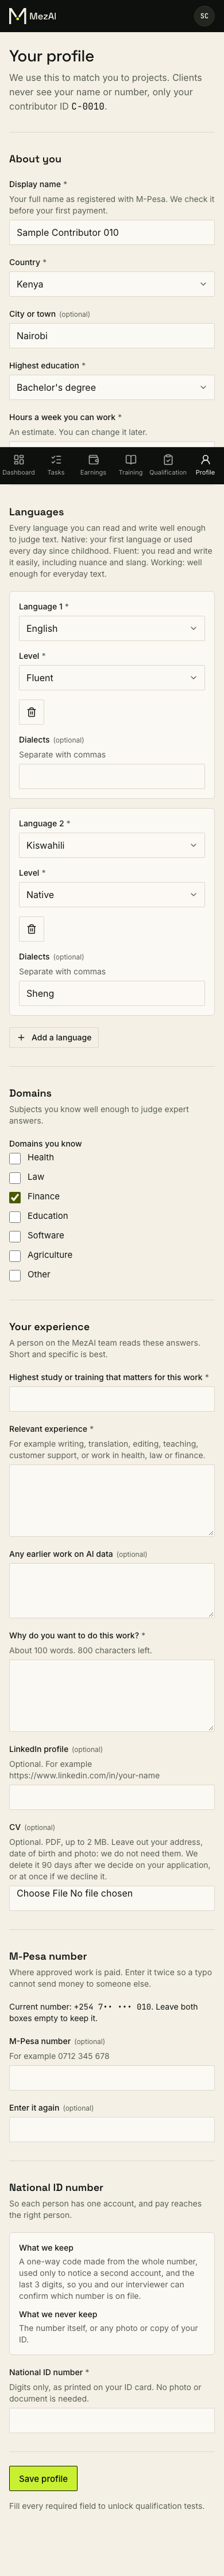 MezAI
SC
Your profile
We use this to match you to projects. Clients
never see your name or number, only your
contributor ID C-0010.
About you
Display name *
Your full name as registered with M-Pesa. We check it
before your first payment.
Sample Contributor 010
Country *
Kenya
City or town (optional)
Nairobi
Highest education *
Bachelor's degree
Hours a week you can work *
An estimate. You can change it later.
Dashboard Tasks Earnings Training Qualification Profile
Languages
Every language you can read and write well enough
to judge text. Native: your first language or used
every day since childhood. Fluent: you read and write
it easily, including nuance and slang. Working: well
enough for everyday text.
Language 1 *
English
Level *
Fluent
Dialects (optional)
Separate with commas
Language 2 *
Kiswahili
Level *
Native
Dialects (optional)
Separate with commas
Sheng
+ Add a language
Domains
Subjects you know well enough to judge expert
answers.
Domains you know
Health
Law
Finance
Education
Software
Agriculture
Other
Your experience
A person on the MezAI team reads these answers.
Short and specific is best.
Highest study or training that matters for this work *
Relevant experience *
For example writing, translation, editing, teaching,
customer support, or work in health, law or finance.
Any earlier work on AI data (optional)
Why do you want to do this work? *
About 100 words. 800 characters left.
LinkedIn profile (optional)
Optional. For example
https://www.linkedin.com/in/your-name
CV (optional)
Optional. PDF, up to 2 MB. Leave out your address,
date of birth and photo: we do not need them. We
delete it 90 days after we decide on your application,
or at once if we decline it.
Choose File No file chosen
M-Pesa number
Where approved work is paid. Enter it twice so a typo
cannot send money to someone else.
Current number: +254 7•• ••• 010. Leave both
boxes empty to keep it.
M-Pesa number (optional)
For example 0712 345 678
Enter it again (optional)
National ID number
So each person has one account, and pay reaches
the right person.
What we keep
A one-way code made from the whole number,
used only to notice a second account, and the
last 3 digits, so you and our interviewer can
confirm which number is on file.
What we never keep
The number itself, or any photo or copy of your
ID.
National ID number *
Digits only, as printed on your ID card. No photo or
document is needed.
Save profile
Fill every required field to unlock qualification tests.